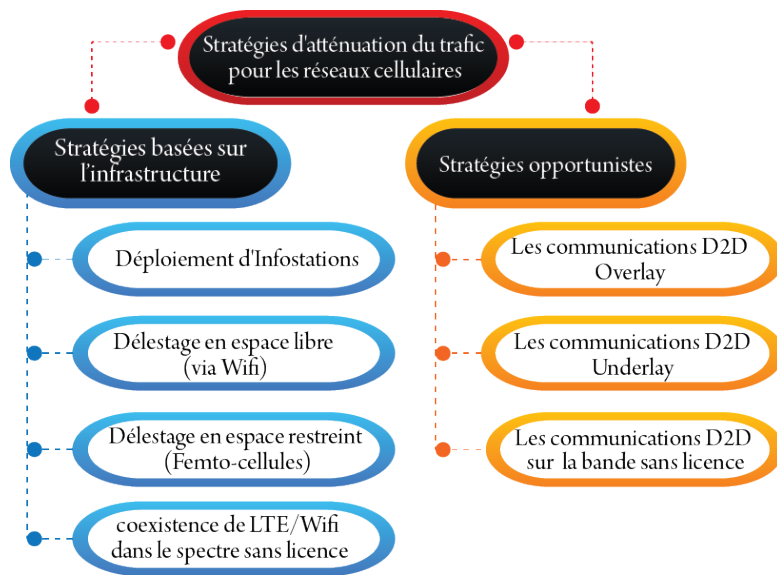 Stratégies d'atténuation du trafic
pour les réseaux cellulaires
Stratégies basées sur
l'infrastructure
Déploiement d'Infostations
Délestage en espace libre
(via Wifi)
Délestage en espace restreint
(Femto-cellules)
coexistence de LTE/Wifi
dans le spectre sans licence
Stratégies opportunistes
Les communications D2D
Overlay
Les communications D2D
Underlay
Les communications D2D
sur la bande sans licence